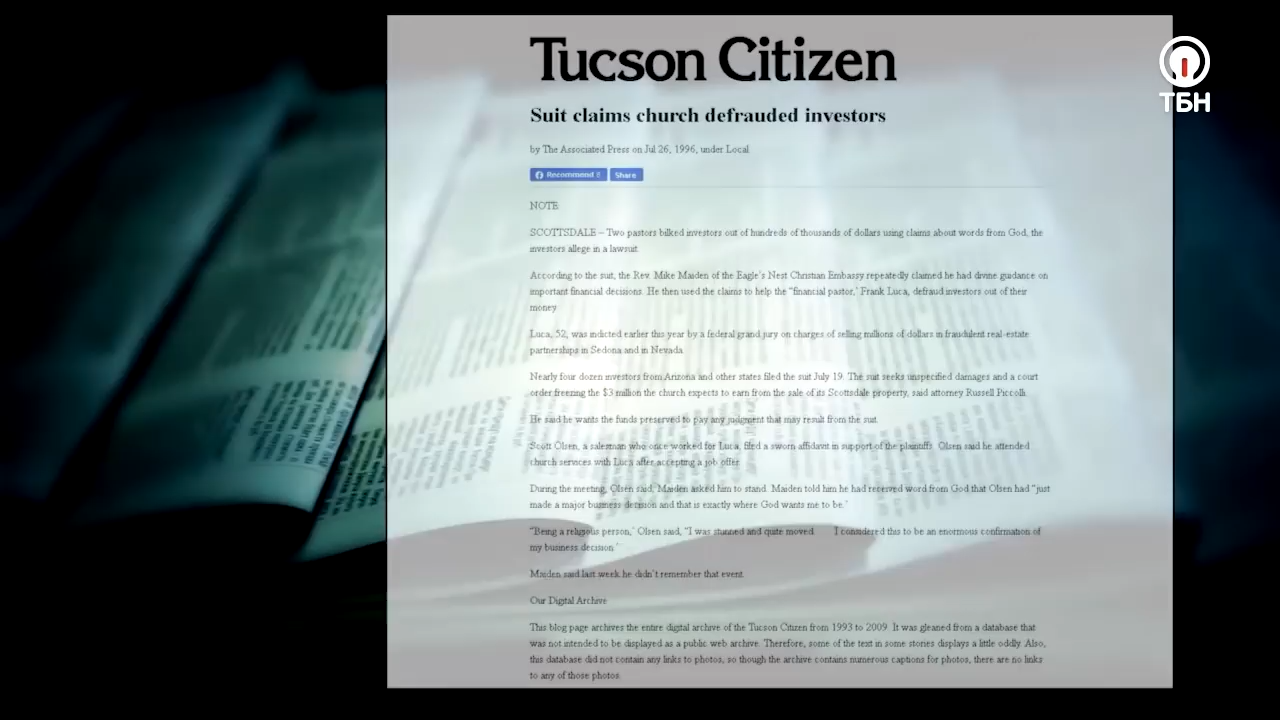 Tucson Citizen
ТБН
Suit claims church defrauded investors
by The Associated Press on Jul 26, 1996, under Local
Recommend 0 Share
NOTE
SCOTTSDALE – Two pastors bilked investors out of hundreds of thousands of dollars using claims about words from God, the
investors allege in a lawsuit.
According to the suit, the Rev. Mike Maiden of the Eagle's Nest Christian Embassy repeatedly claimed he had divine guidance on
important financial decisions. He then used the claims to help the "financial pastor,' Frank Luca, defraud investors out of their
money.
Luca, 52, was indicted earlier this year by a federal grand jury on charges of selling millions of dollars in fraudulent real-estate
partnerships in Sedona and in Nevada.
Nearly four dozen investors from Arizona and other states filed the suit July 19. The suit seeks unspecified damages and a court
order freezing the $3 million the church expects to earn from the sale of its Scottsdale property, said attorney Russell Piccoli.
He said he wants the funds preserved to pay any judgment that may result from the suit.
Scott Olsen, a salesman who once worked for Luca, filed a sworn affidavit in support of the plaintiffs. Olsen said he attended
church services with Luca after accepting a job offer.
During the meeting, Olsen said, Maiden asked him to stand. Maiden told him he had received word from God that Olsen had "just
made a major business decision and that is exactly where God wants me to be."
"Being a religious person,' Olsen said, "I was stunned and quite moved. I considered this to be an enormous confirmation of
my business decision."
Maiden said last week he didn't remember that event.
Our Digital Archive
This blog page archives the entire digital archive of the Tucson Citizen from 1993 to 2009. It was gleaned from a database that
was not intended to be displayed as a public web archive. Therefore, some of the text in some stories displays a little oddly. Also,
this database did not contain any links to photos, so though the archive contains numerous captions for photos, there are no links
to any of those photos.